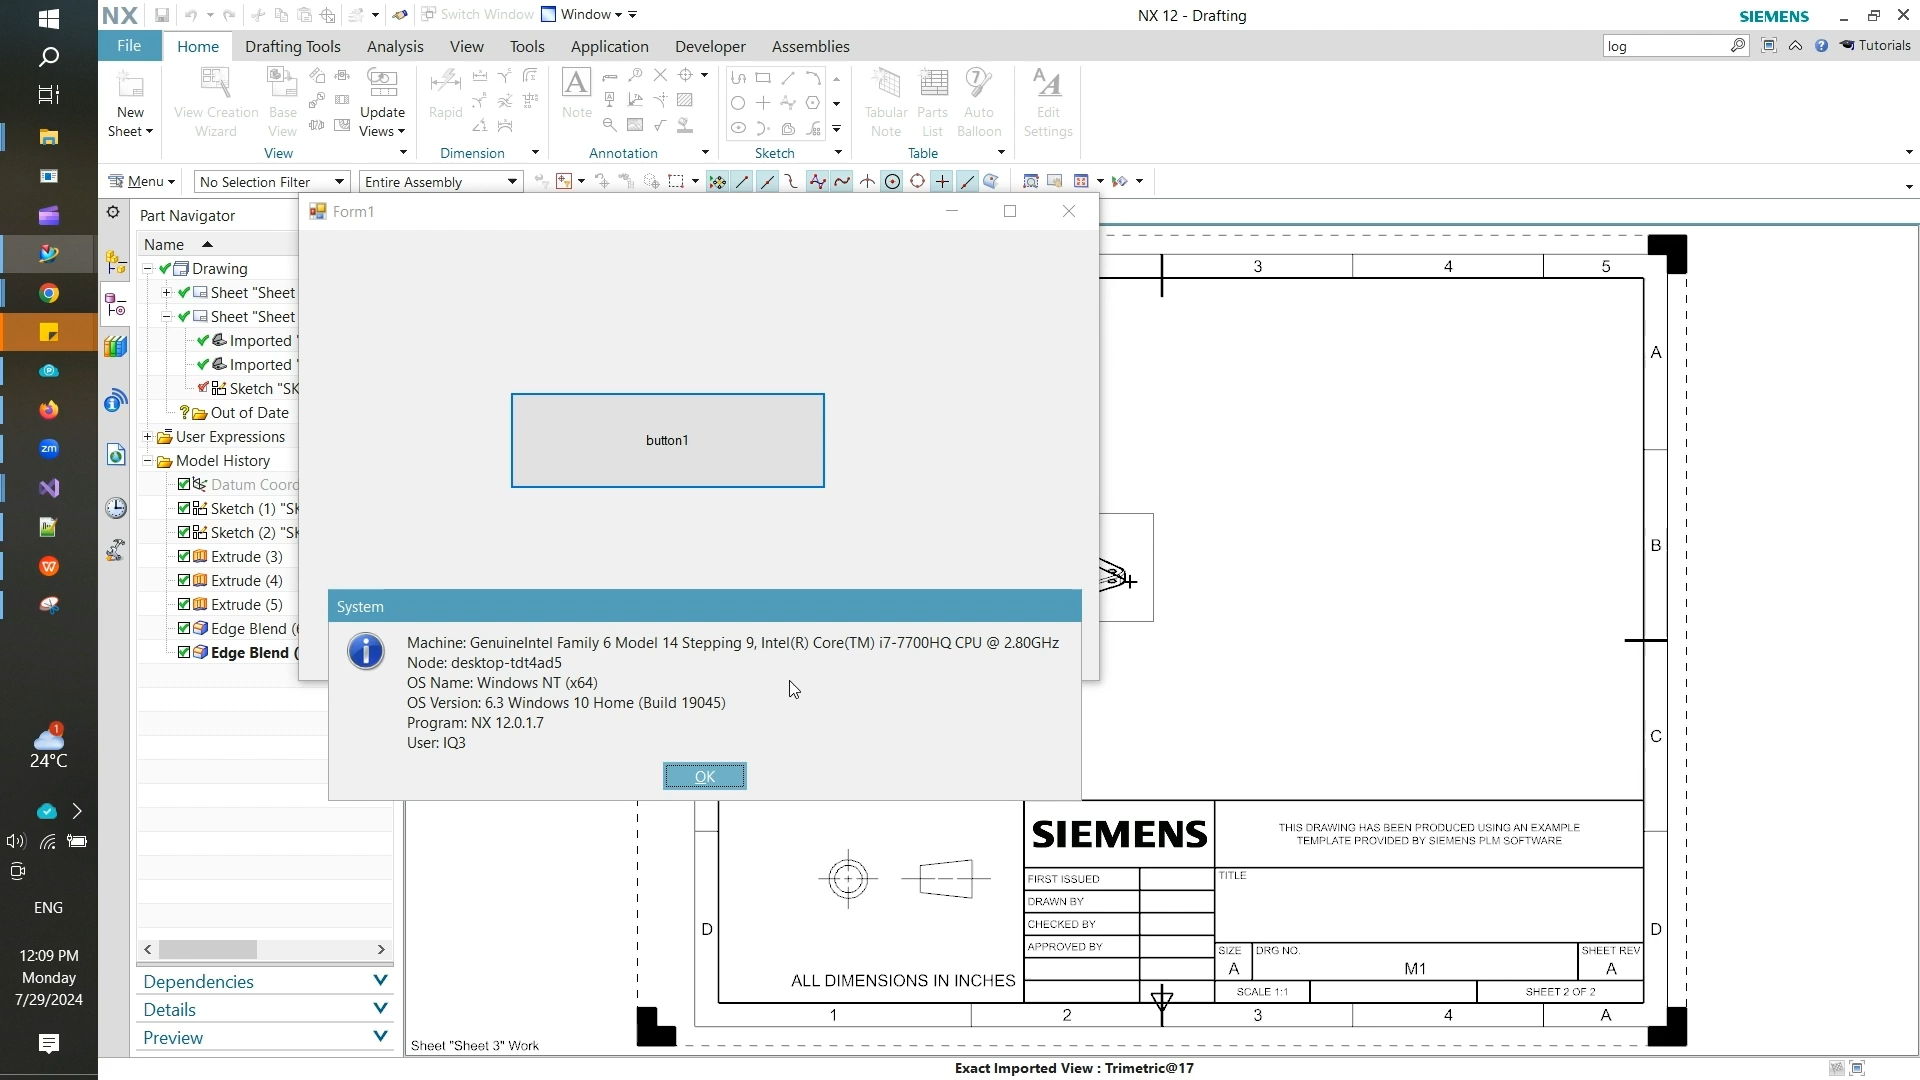 NX
Switch Window
Window
NX 12 - Drafting
SIEMENS
File
Home
Drafting Tools
Analysis
View
Tools
Application
Developer
Assemblies
log
Tutorials
New
Sheet
View Creation
Wizard
Base
View
Update
Views
View
Rapid
Dimension
Note
Annotation
Sketch
Tabular
Note
Parts
List
Auto
Balloon
Table
Edit
Settings
Menu
No Selection Filter
Entire Assembly
Part Navigator
Name
Drawing
Sheet "Sheet
Sheet "Sheet
Imported "
Imported "
Sketch "SK
Out of Date
User Expressions
Model History
Datum Coord
Sketch (1) "SK
Sketch (2) "SK
Extrude (3)
Extrude (4)
Extrude (5)
Edge Blend (6
Edge Blend (
Dependencies
Details
Preview
Form1
button1
System
Machine: GenuineIntel Family 6 Model 14 Stepping 9, Intel(R) Core(TM) i7-7700HQ CPU @ 2.80GHz
Node: desktop-tdt4ad5
OS Name: Windows NT (x64)
OS Version: 6.3 Windows 10 Home (Build 19045)
Program: NX 12.0.1.7
User: IQ3
OK
3
4
5
A
B
C
D
D
SIEMENS
THIS DRAWING HAS BEEN PRODUCED USING AN EXAMPLE
TEMPLATE PROVIDED BY SIEMENS PLM SOFTWARE
FIRST ISSUED
DRAWN BY
CHECKED BY
APPROVED BY
TITLE
SIZE
A
DRG NO.
M1
SHEET REV
A
SCALE 1:1
SHEET 2 OF 2
ALL DIMENSIONS IN INCHES
1
2
3
4
A
Sheet "Sheet 3" Work
Exact Imported View : Trimetric@17
zm
1
24°C
ENG
12:09 PM
Monday
7/29/2024